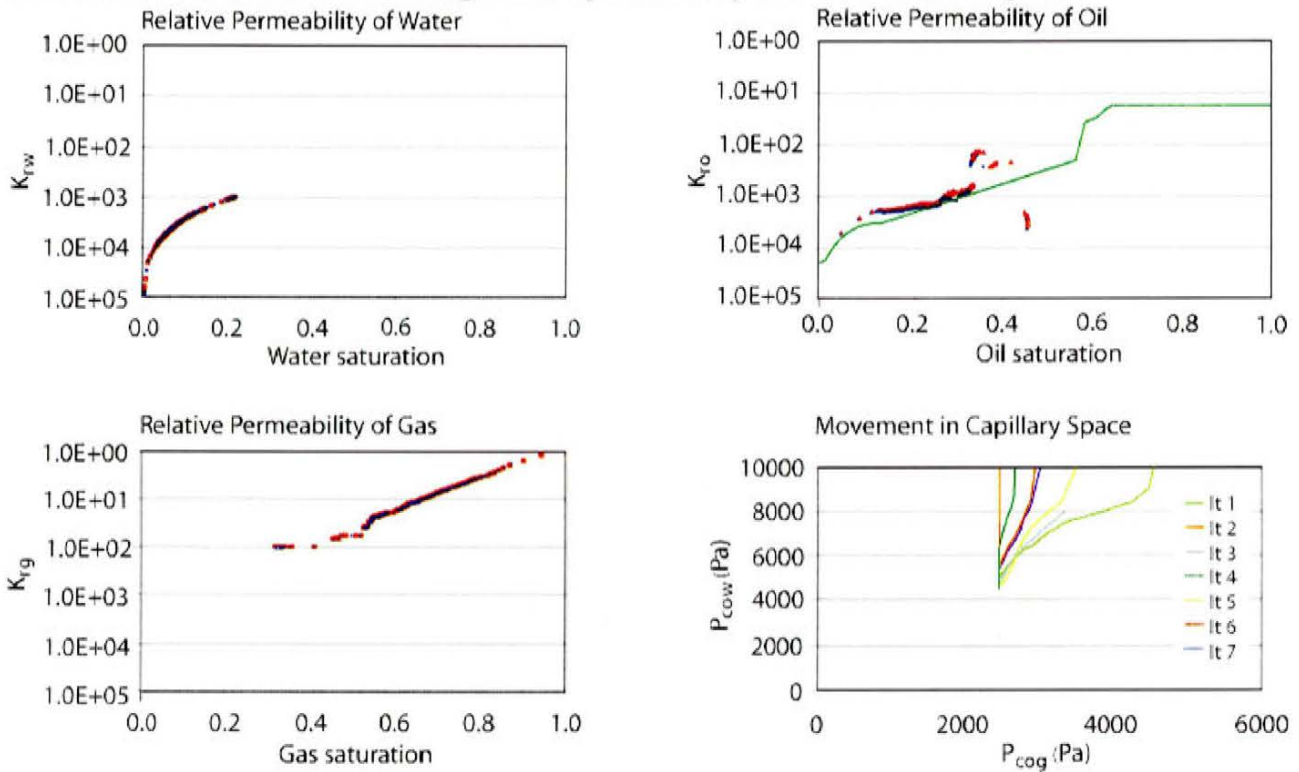 Relative Permeability of Water
Krw
1.0E+00
1.0E+01
1.0E+02
1.0E+03
1.0E+04
1.0E+05
0.0 0.2 0.4 0.6 0.8 1.0
Water saturation
Relative Permeability of Oil
Kro
1.0E+00
1.0E+01
1.0E+02
1.0E+03
1.0E+04
1.0E+05
0.0 0.2 0.4 0.6 0.8 1.0
Oil saturation
Relative Permeability of Gas
Krg
1.0E+00
1.0E+01
1.0E+02
1.0E+03
1.0E+04
1.0E+05
0.0 0.2 0.4 0.6 0.8 1.0
Gas saturation
Movement in Capillary Space
Pcow (Pa)
10000
8000
6000
4000
2000
0
0 2000 4000 6000
Pcog (Pa)
It 1
It 2
It 3
It 4
It 5
It 6
It 7